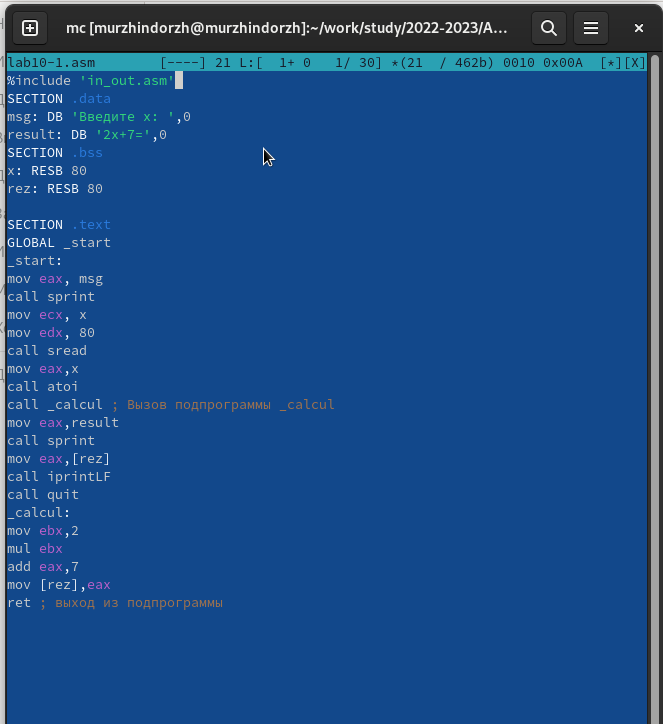 mc [murzhindorzh@murzhindorzh]:~/work/study/2022-2023/A...
lab10-1.asm [----] 21 L:[ 1+ 0 1/ 30] *(21 / 462b) 0010 0x00A [*][X]
%include 'in_out.asm'
SECTION .data
msg: DB 'Введите x: ',0
result: DB '2x+7=',0
SECTION .bss
x: RESB 80
rez: RESB 80
SECTION .text
GLOBAL _start
_start:
mov eax, msg
call sprint
mov ecx, x
mov edx, 80
call sread
mov eax,x
call atoi
call _calcul ; Вызов подпрограммы _calcul
mov eax,result
call sprint
mov eax,[rez]
call iprintLF
call quit
_calcul:
mov ebx,2
mul ebx
add eax,7
mov [rez],eax
ret ; выход из подпрограммы